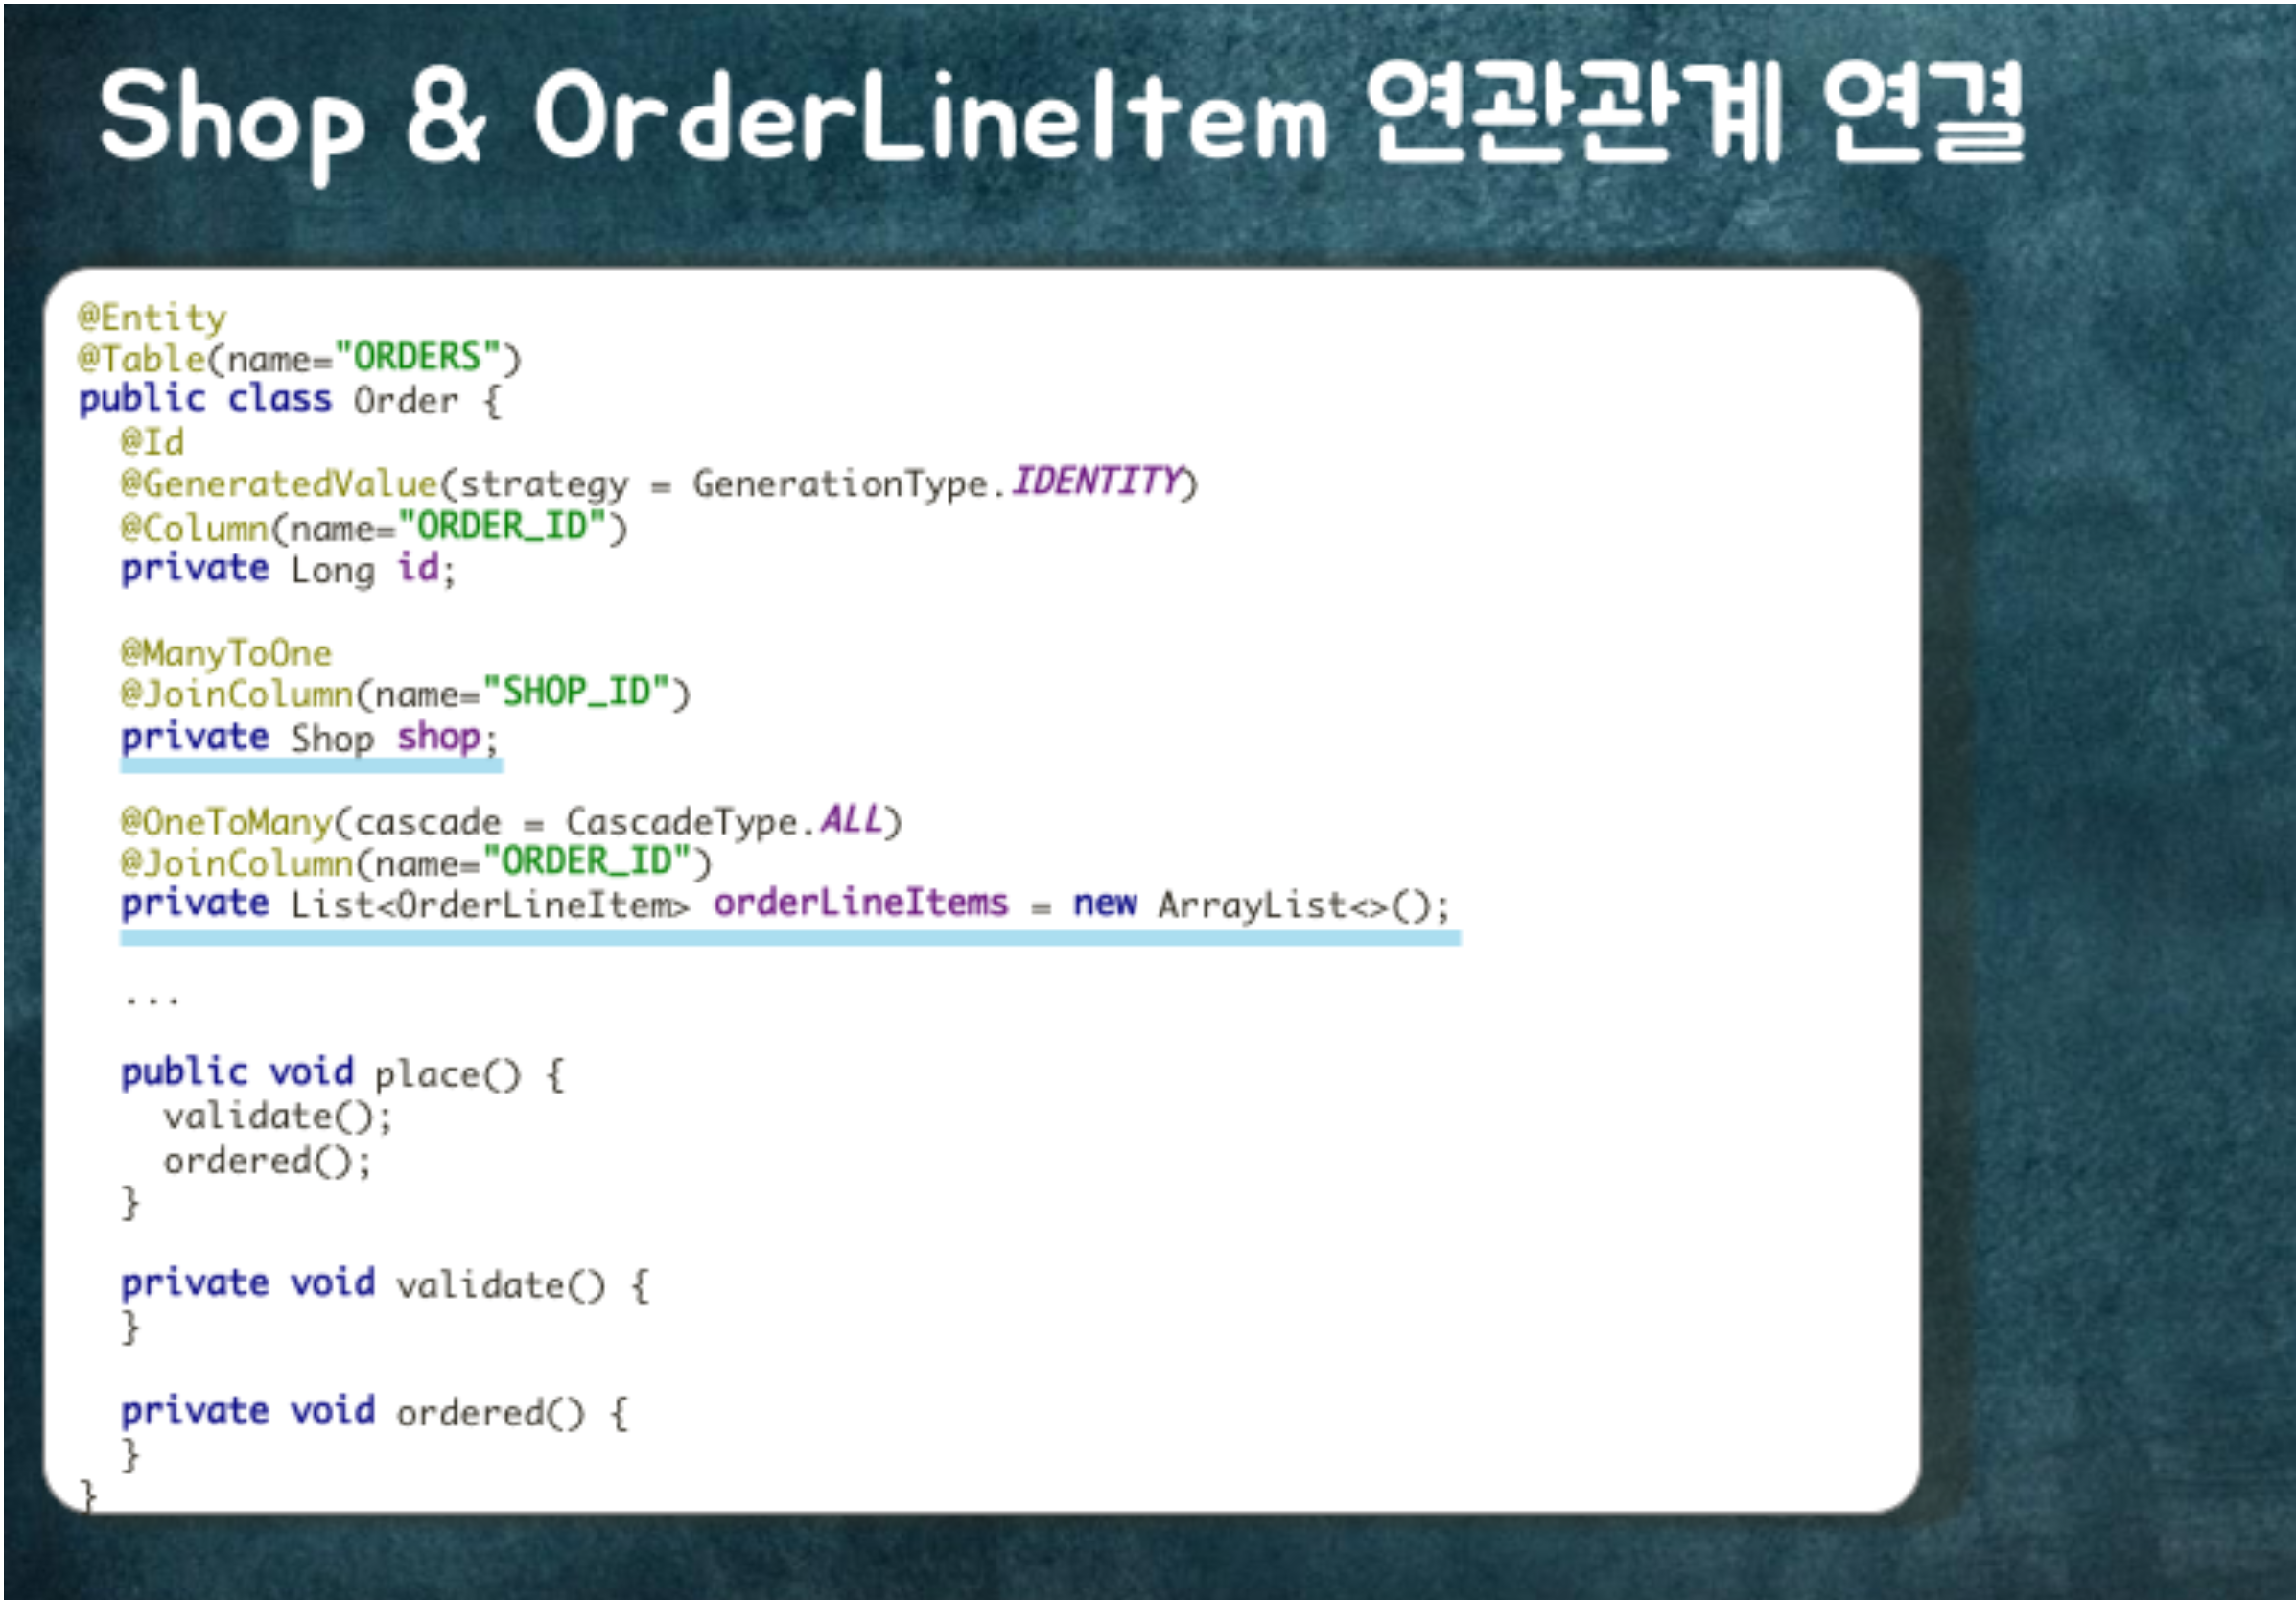 Shop & OrderLineItem 연관관계 연결
@Entity
@Table(name="ORDERS")
public class Order {
@Id
@GeneratedValue(strategy = GenerationType.IDENTITY)
@Column(name="ORDER_ID")
private Long id;
@ManyToOne
@JoinColumn(name="SHOP_ID")
private Shop shop;
@OneToMany(cascade = CascadeType.ALL)
@JoinColumn(name="ORDER_ID")
private List<OrderLineItem> orderLineItems = new ArrayList<>();
...
public void place() {
validate();
ordered();
}
private void validate() {
}
private void ordered() {
}
}